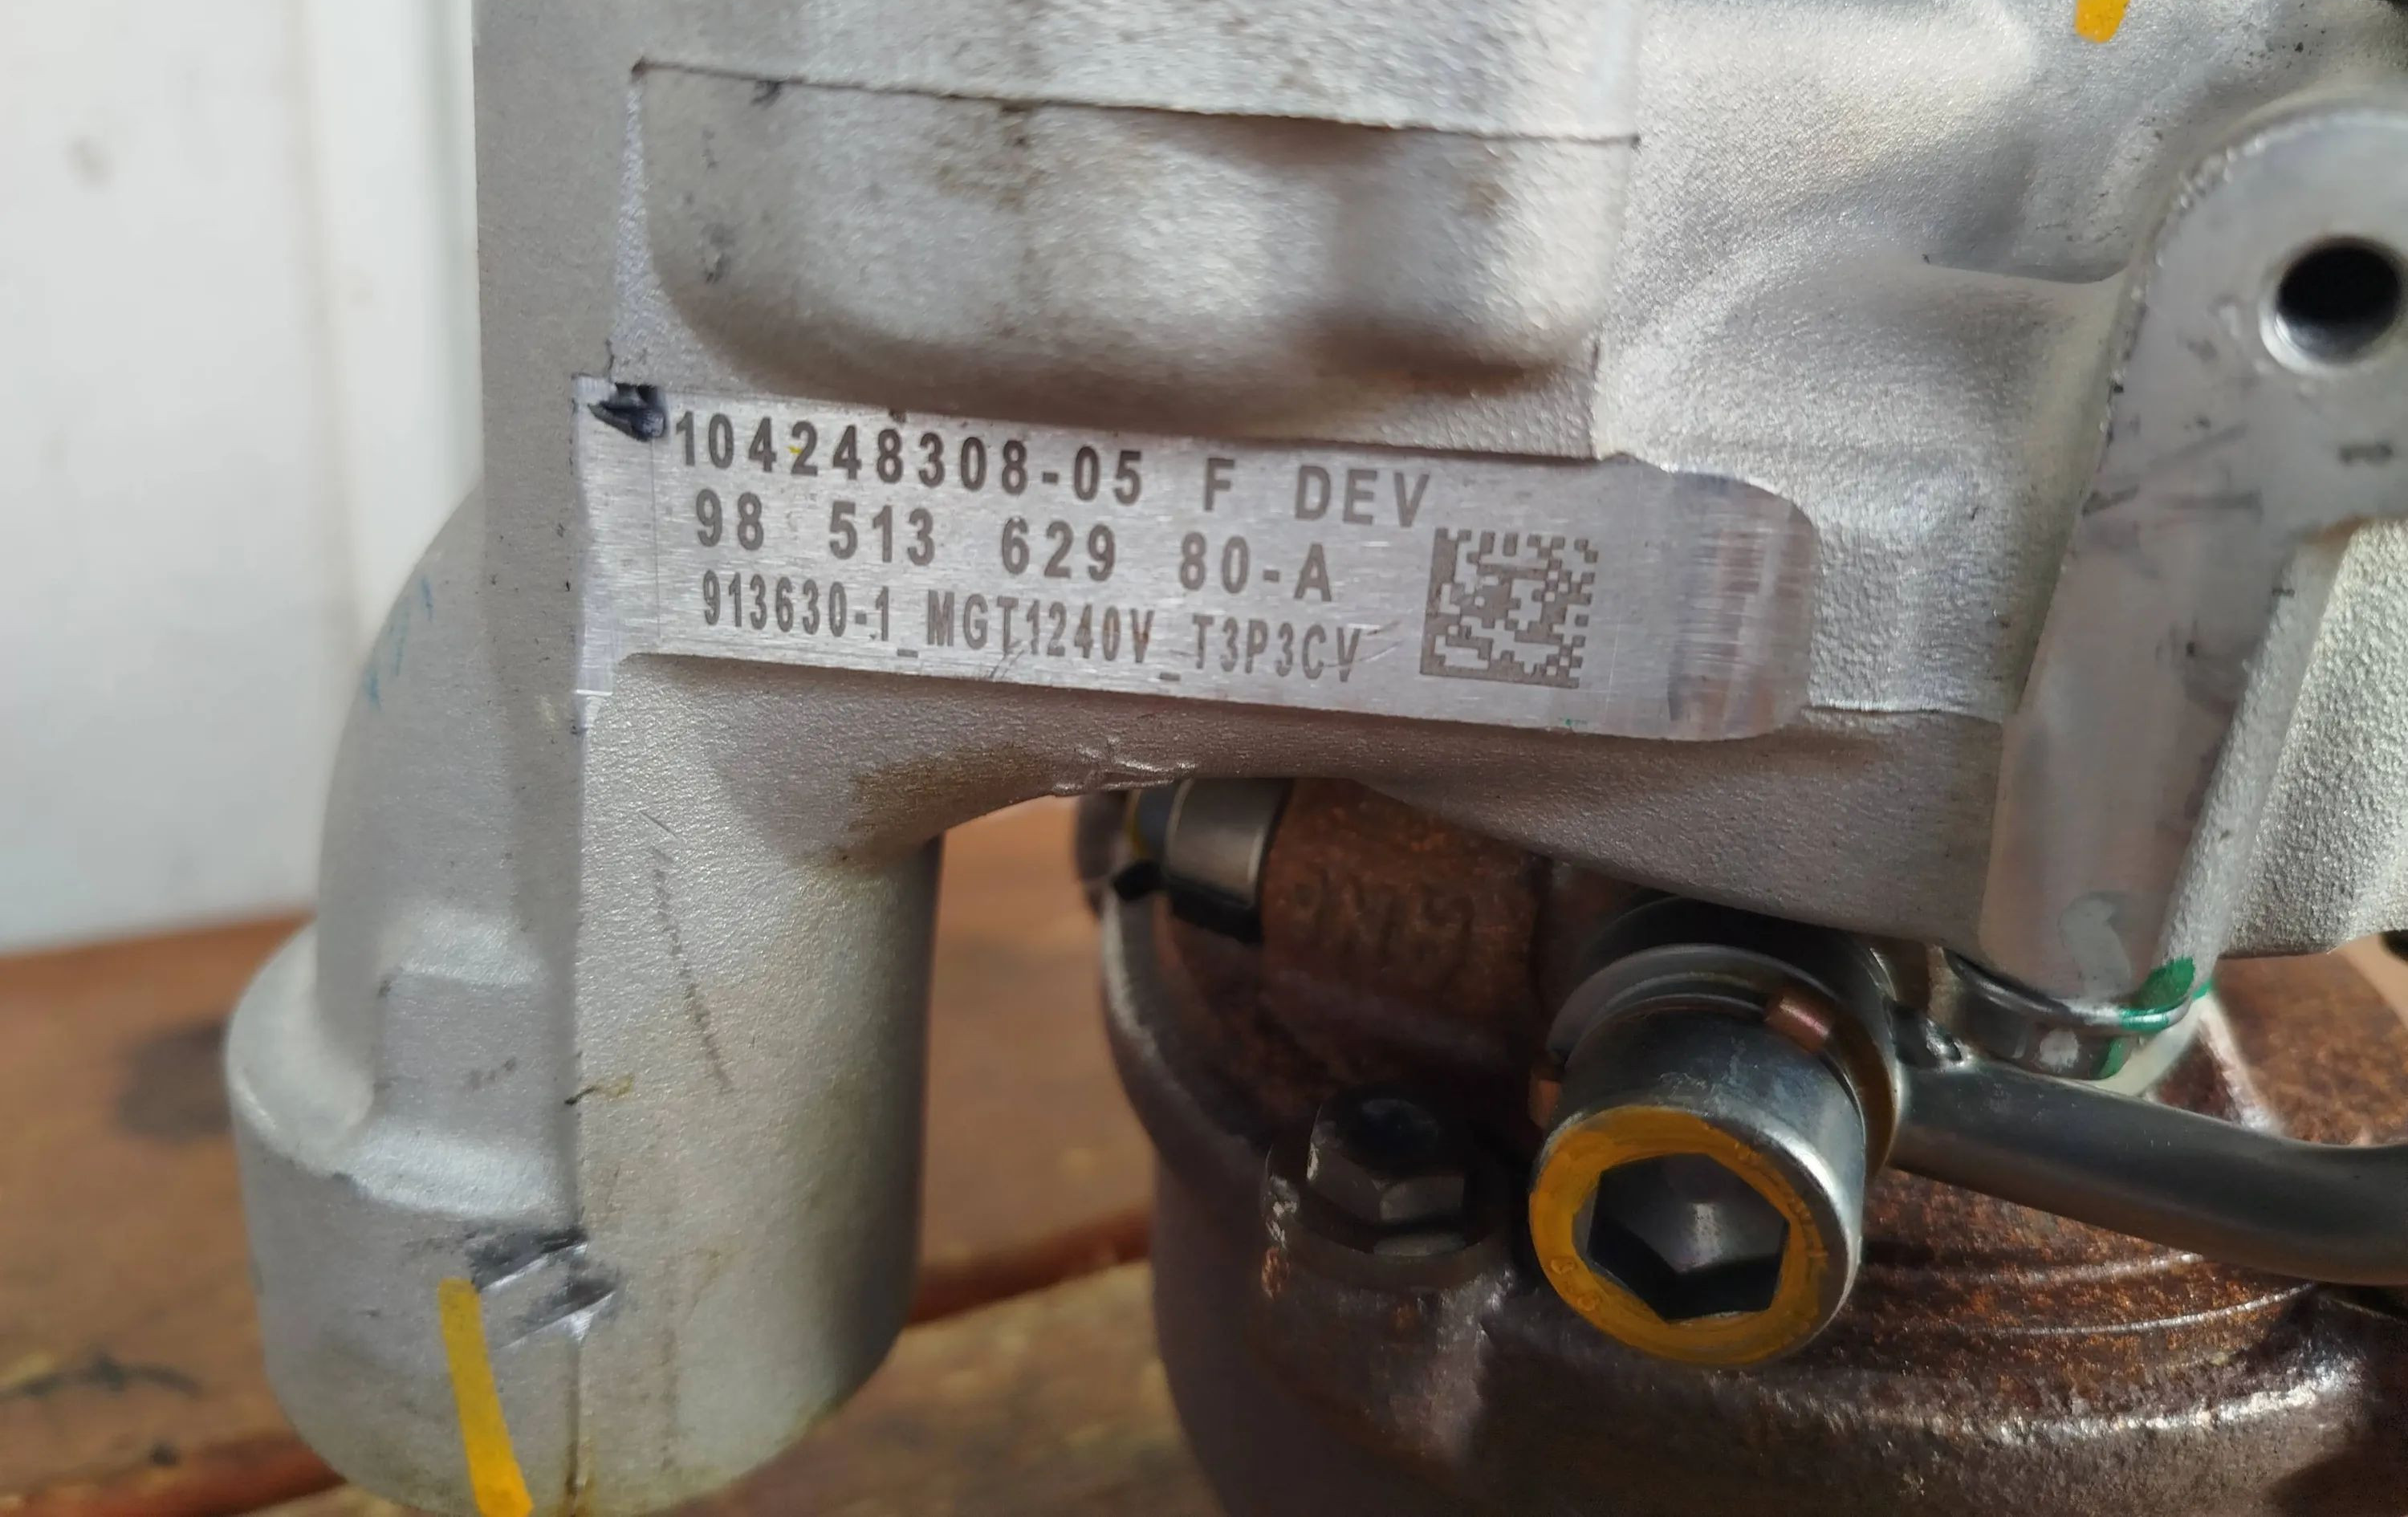 104248308-05 F DEV
98 513 629 80-A
913630-1_MGT1240V_T3P3CV